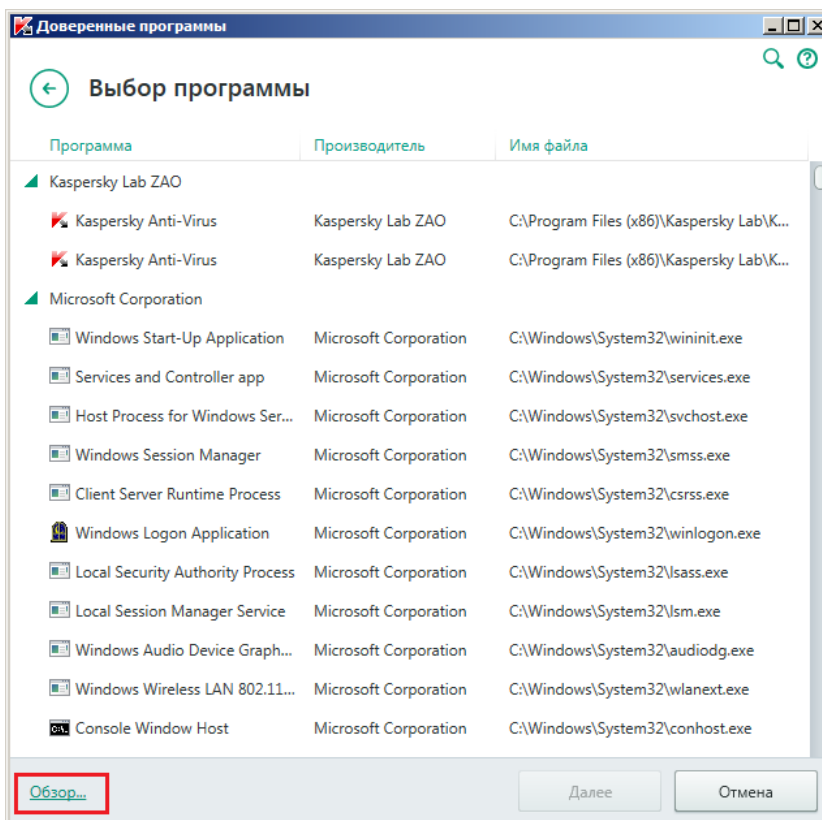 Доверенные программы
Выбор программы
Программа Производитель Имя файла
Kaspersky Lab ZAO
Kaspersky Anti-Virus Kaspersky Lab ZAO C:\Program Files (x86)\Kaspersky Lab\K...
Kaspersky Anti-Virus Kaspersky Lab ZAO C:\Program Files (x86)\Kaspersky Lab\K...
Microsoft Corporation
Windows Start-Up Application Microsoft Corporation C:\Windows\System32\wininit.exe
Services and Controller app Microsoft Corporation C:\Windows\System32\services.exe
Host Process for Windows Ser... Microsoft Corporation C:\Windows\System32\svchost.exe
Windows Session Manager Microsoft Corporation C:\Windows\System32\smss.exe
Client Server Runtime Process Microsoft Corporation C:\Windows\System32\csrss.exe
Windows Logon Application Microsoft Corporation C:\Windows\System32\winlogon.exe
Local Security Authority Process Microsoft Corporation C:\Windows\System32\lsass.exe
Local Session Manager Service Microsoft Corporation C:\Windows\System32\lsm.exe
Windows Audio Device Graph... Microsoft Corporation C:\Windows\System32\audiodg.exe
Windows Wireless LAN 802.11... Microsoft Corporation C:\Windows\System32\wlanext.exe
Console Window Host Microsoft Corporation C:\Windows\System32\conhost.exe
Обзор... Далее Отмена